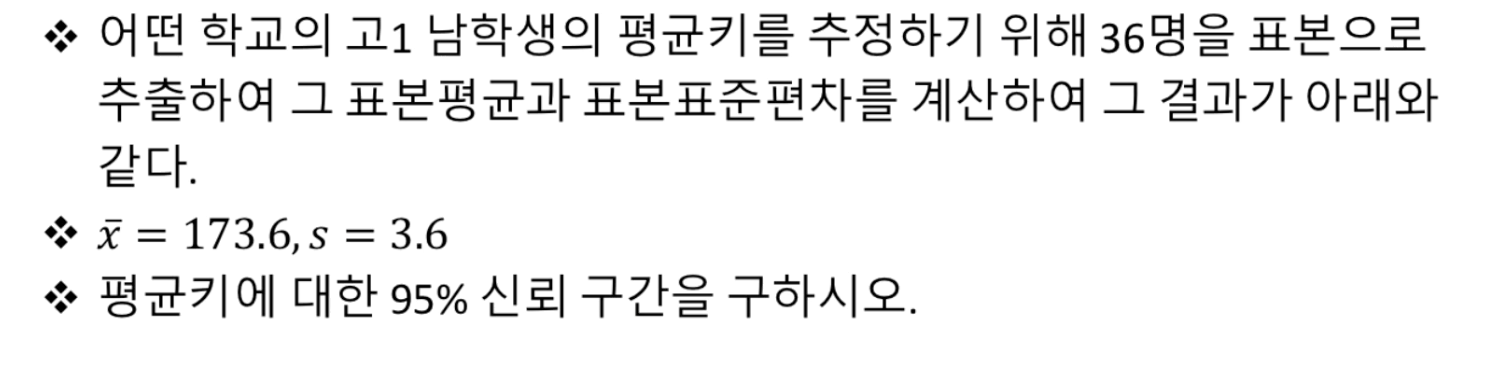 ❖ 어떤 학교의 고1 남학생의 평균키를 추정하기 위해 36명을 표본으로
추출하여 그 표본평균과 표본표준편차를 계산하여 그 결과가 아래와
같다.
❖ x̄ = 173.6, s = 3.6
❖ 평균키에 대한 95% 신뢰 구간을 구하시오.